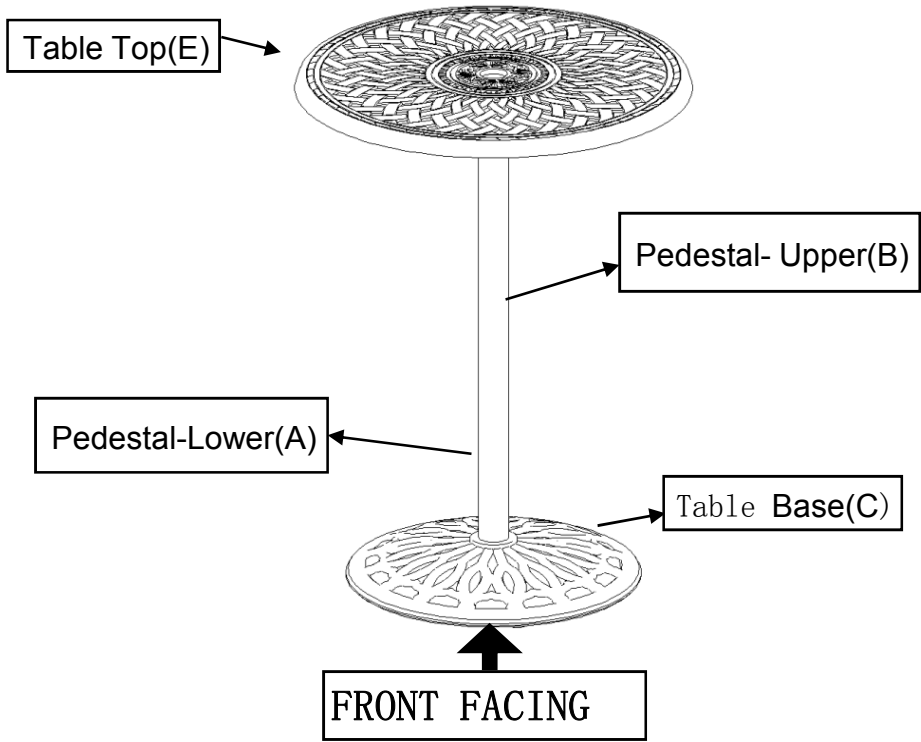 Table Top(E)
Pedestal- Upper(B)
Pedestal-Lower(A)
Table Base(C)
FRONT FACING